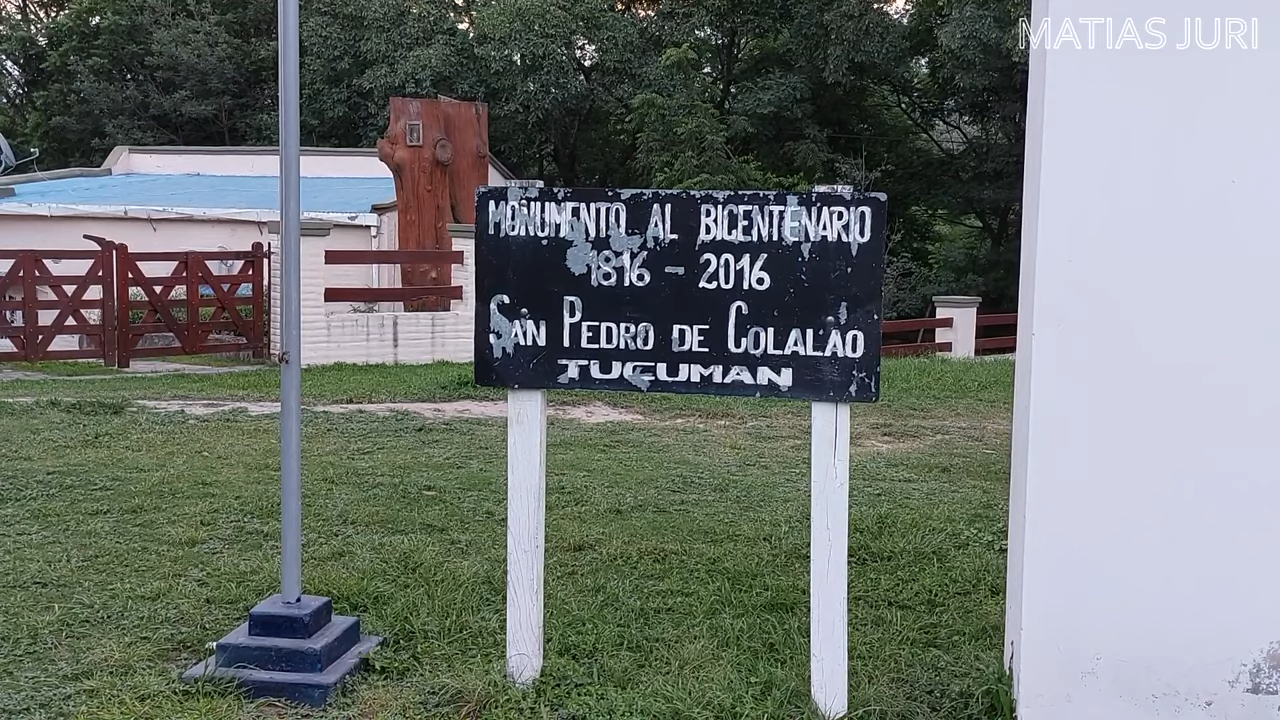 MATIAS JURI
MONUMENTO AL BICENTENARIO
1816 - 2016
SAN PEDRO DE COLALAO
TUCUMAN